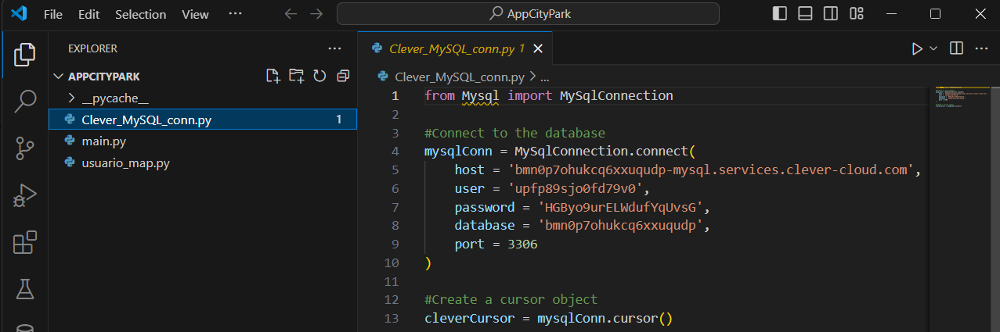 File Edit Selection View ··· AppCityPark
EXPLORER ···
APPCITYPARK
__pycache__
Clever_MySQL_conn.py 1
main.py
usuario_map.py
Clever_MySQL_conn.py 1
Clever_MySQL_conn.py > ...
1 from Mysql import MySqlConnection
2
3 #Connect to the database
4 mysqlConn = MySqlConnection.connect(
5 host = 'bmn0p7ohukcq6xxuqudp-mysql.services.clever-cloud.com',
6 user = 'upfp89sjo0fd79v0',
7 password = 'HGByo9urELWdufYqUvsG',
8 database = 'bmn0p7ohukcq6xxuqudp',
9 port = 3306
10 )
11
12 #Create a cursor object
13 cleverCursor = mysqlConn.cursor()